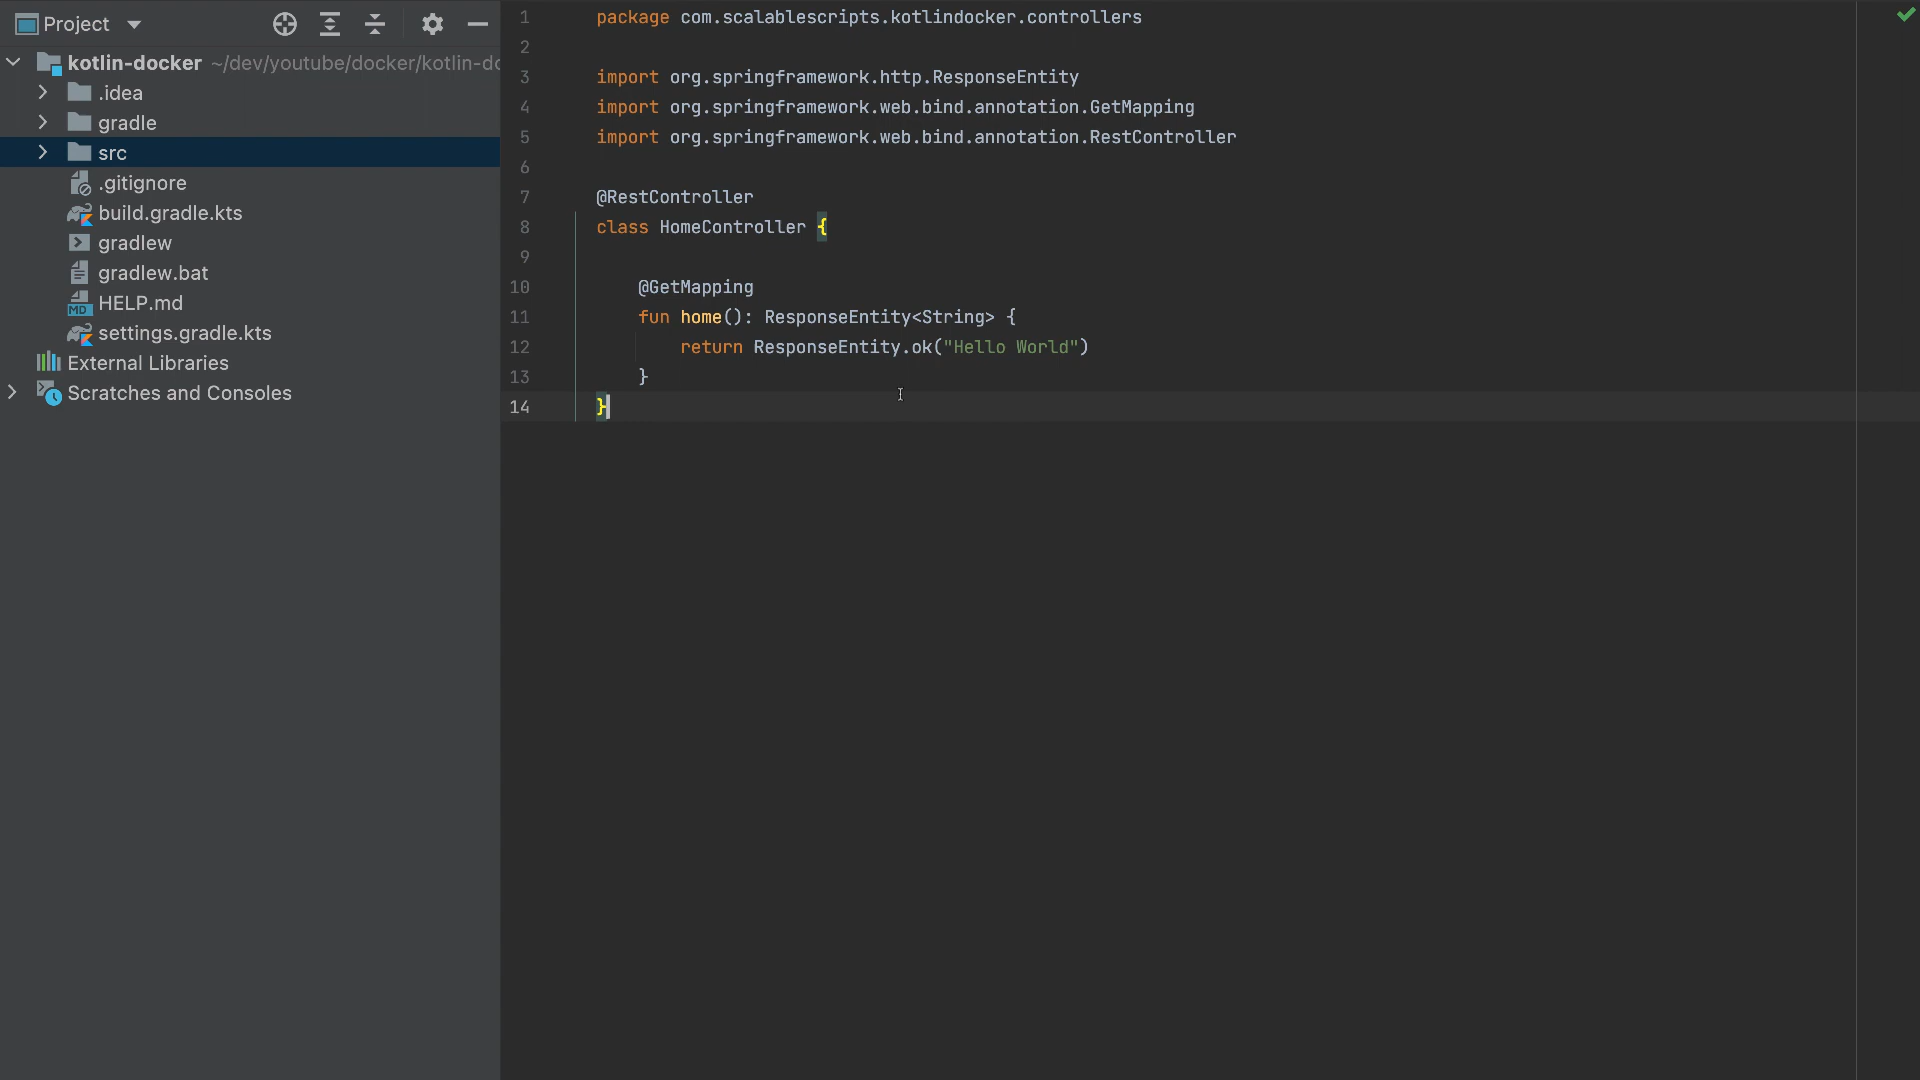 Project
kotlin-docker ~/dev/youtube/docker/kotlin-do
.idea
gradle
src
.gitignore
build.gradle.kts
gradlew
gradlew.bat
MD HELP.md
settings.gradle.kts
External Libraries
Scratches and Consoles
1 package com.scalablescripts.kotlindocker.controllers
2
3 import org.springframework.http.ResponseEntity
4 import org.springframework.web.bind.annotation.GetMapping
5 import org.springframework.web.bind.annotation.RestController
6
7 @RestController
8 class HomeController {
9
10 @GetMapping
11 fun home(): ResponseEntity<String> {
12 return ResponseEntity.ok("Hello World")
13 }
14 }